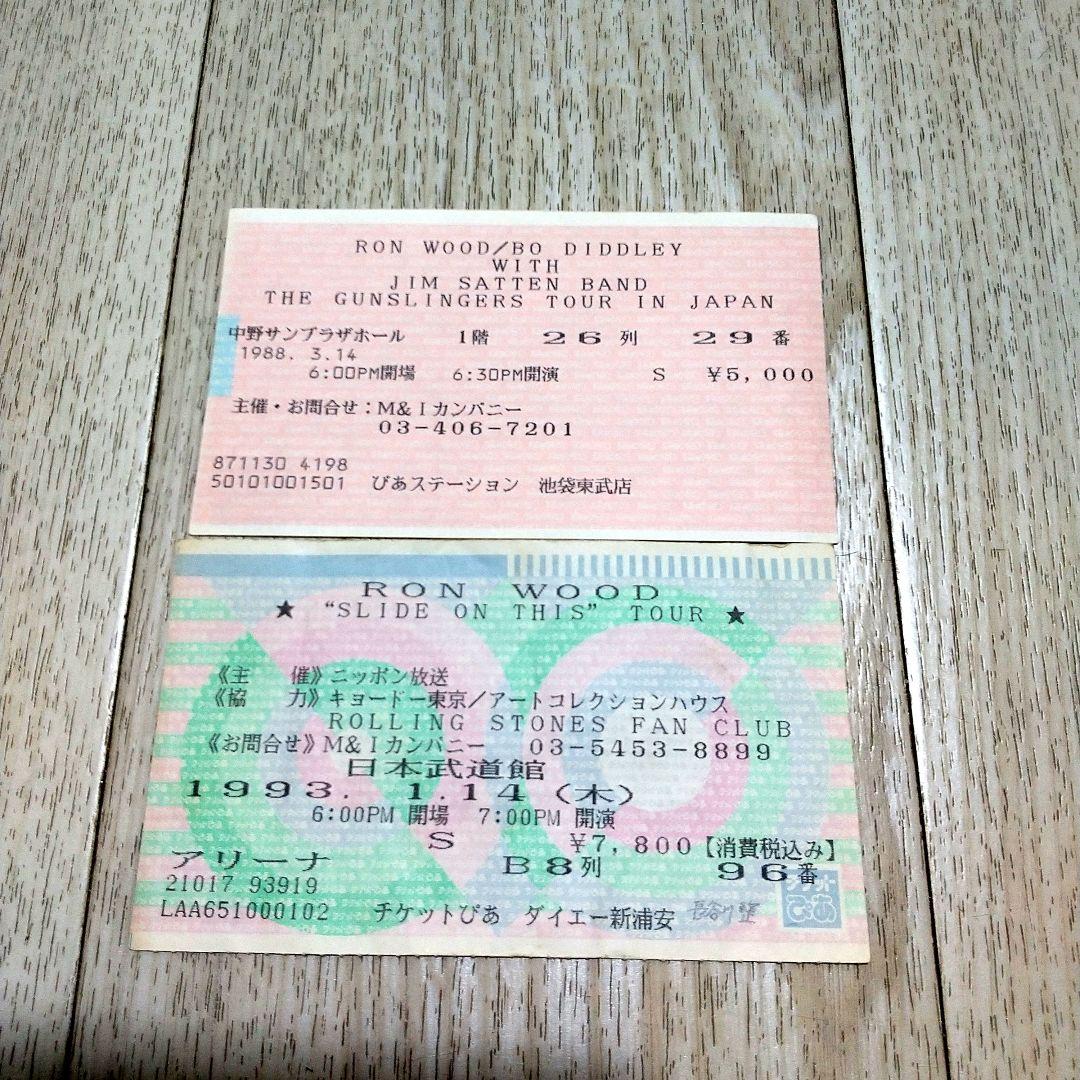 RON WOOD/BO DIDDLEY
WITH
JIM SATTEN BAND
THE GUNSLINGERS TOUR IN JAPAN
中野サンプラザホール 1階 26列 29番
1988. 3.14
6:00PM開場 6:30PM開演 S ¥5,000
主催・お問合せ：M&Iカンパニー
03-406-7201
871130 4198
50101001501 ぴあステーション 池袋東武店
RON WOOD
★ “SLIDE ON THIS” TOUR ★
《主 催》ニッポン放送
《協 力》キョードー東京／アートコレクションハウス
ROLLING STONES FAN CLUB
《お問合せ》M&Iカンパニー 03-5453-8899
日本武道館
1993. 1.14 (木)
6:00PM 開場 7:00PM 開演
S ¥7,800【消費税込み】
アリーナ B8列 96番
21017 93919
LAA651000102 チケットぴあ ダイエー新浦安
チケット
ぴあ